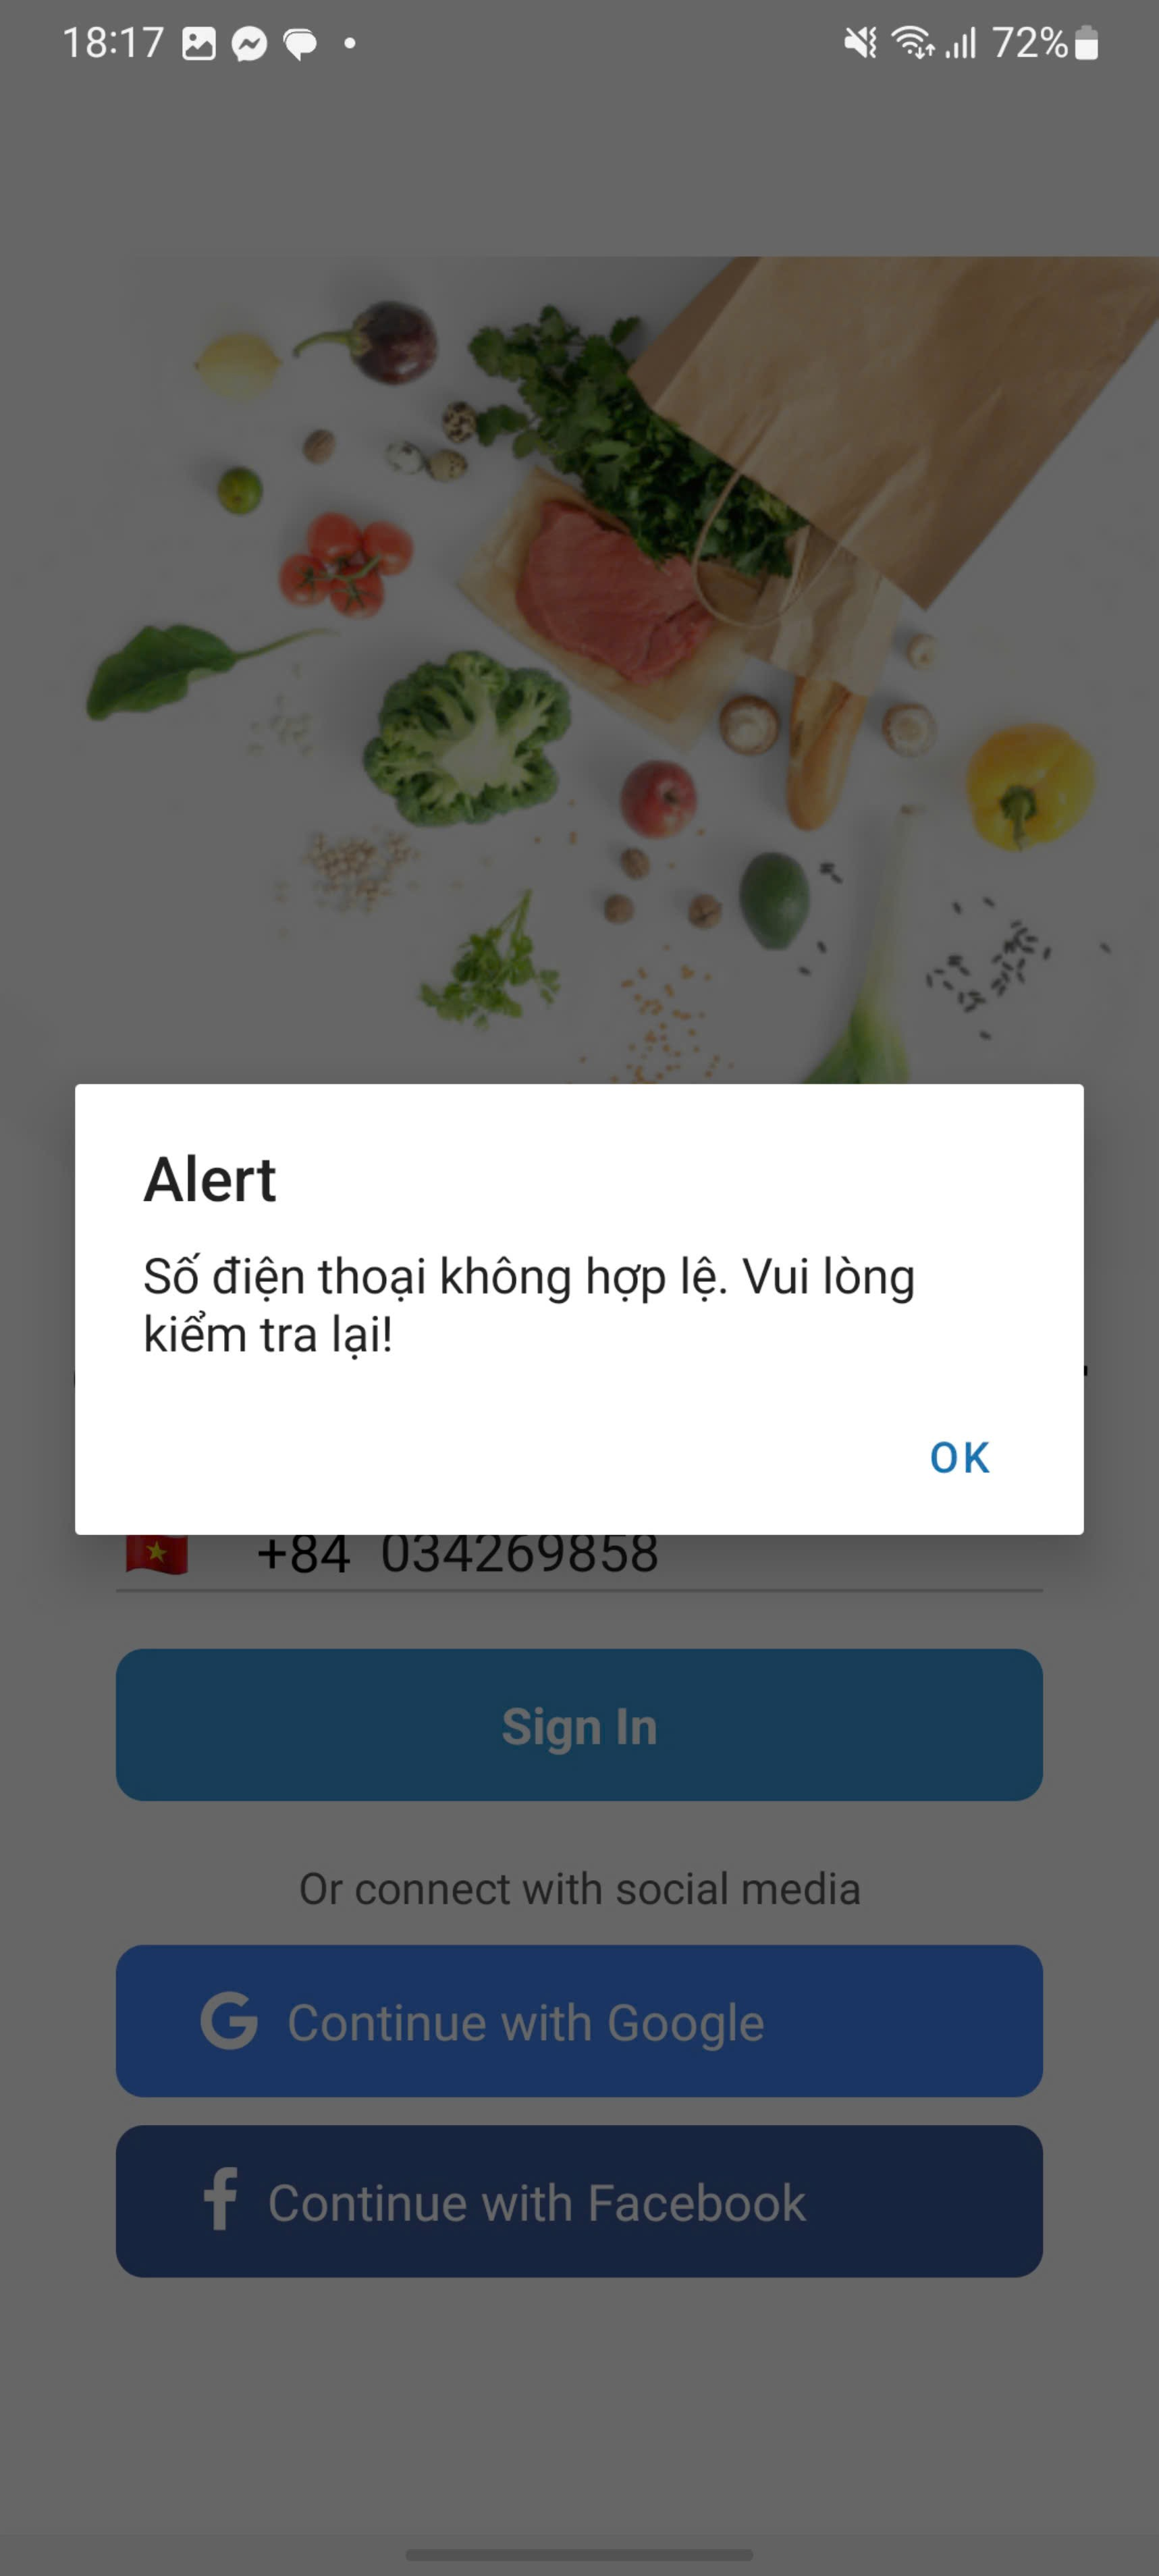 18:17
72%
Alert
Số điện thoại không hợp lệ. Vui lòng
kiểm tra lại!
OK
+84 034269858
Sign In
Or connect with social media
Continue with Google
Continue with Facebook